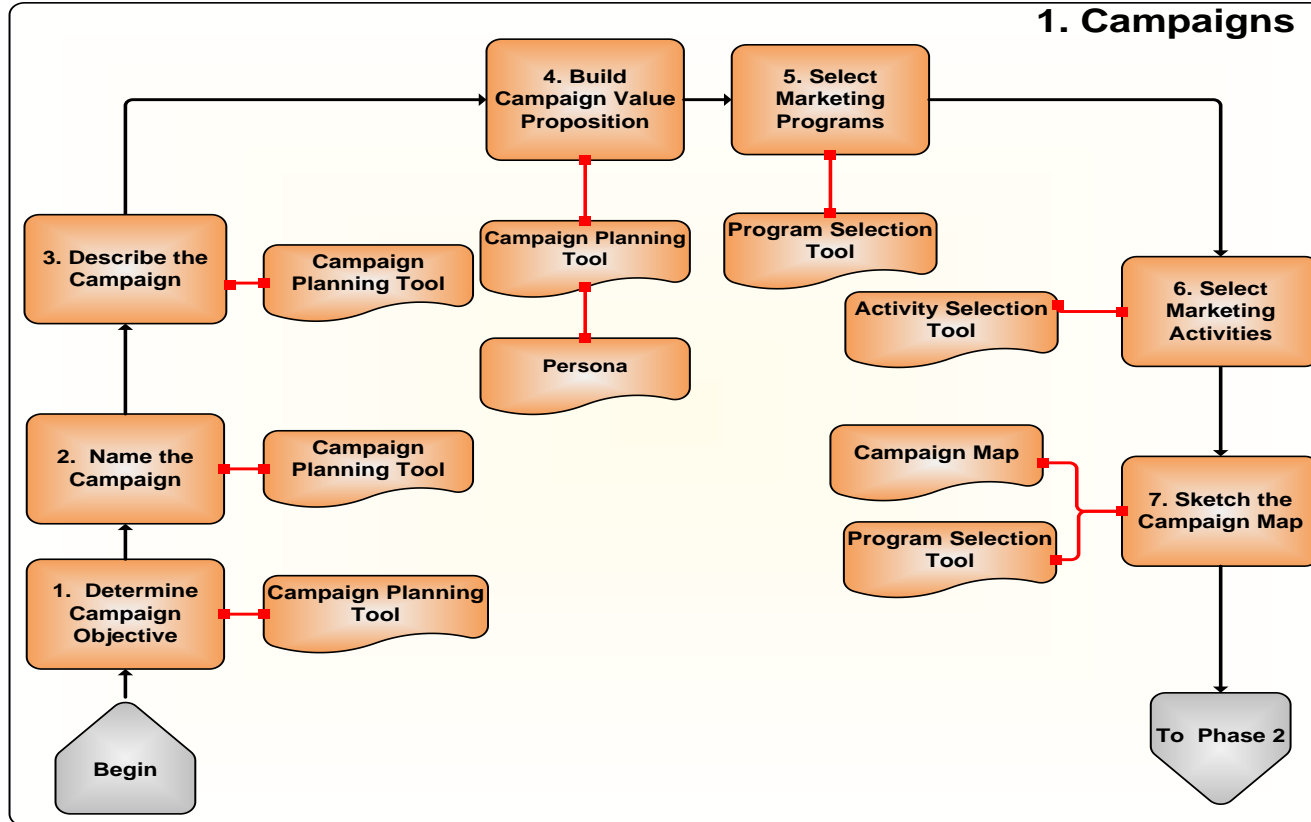 1. Campaigns
4. Build
Campaign Value
Proposition
5. Select
Marketing
Programs
3. Describe the
Campaign
Campaign
Planning Tool
Campaign Planning
Tool
Program Selection
Tool
Persona
Activity Selection
Tool
6. Select
Marketing
Activities
2. Name the
Campaign
Campaign
Planning Tool
Campaign Map
Program Selection
Tool
7. Sketch the
Campaign Map
1. Determine
Campaign
Objective
Campaign Planning
Tool
Begin
To Phase 2